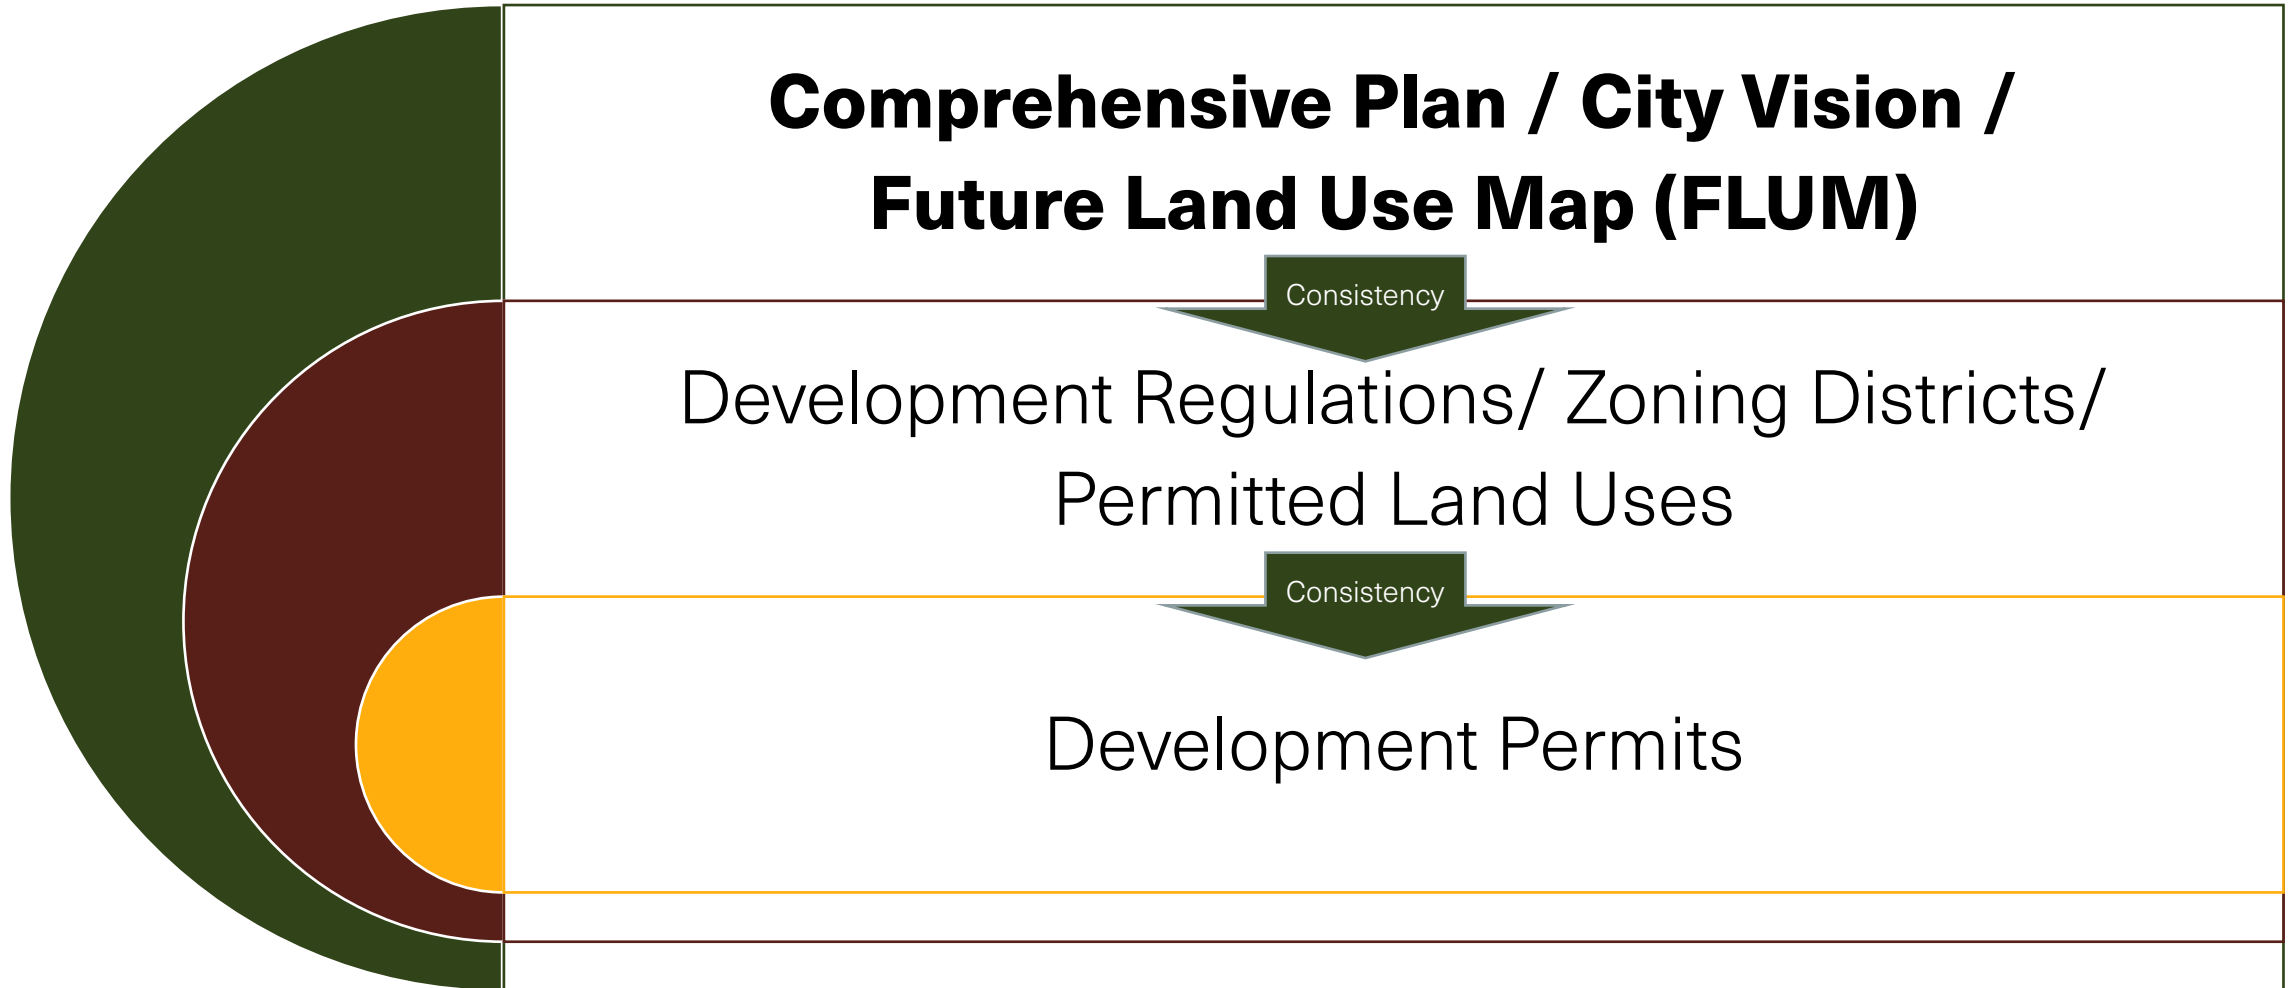 Comprehensive Plan / City Vision /
Future Land Use Map (FLUM)
Consistency
Development Regulations/ Zoning Districts/
Permitted Land Uses
Consistency
Development Permits